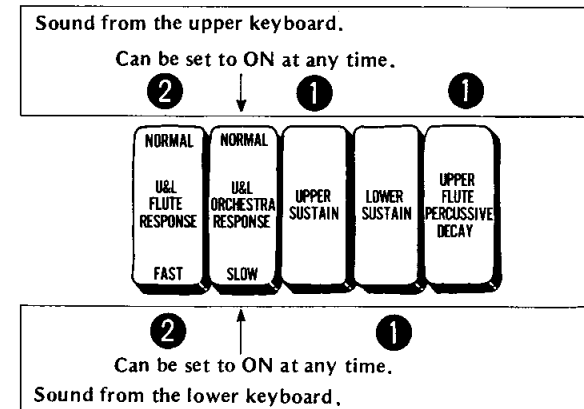 Sound from the upper keyboard.
Can be set to ON at any time.
2 1 1
NORMAL
U&L
FLUTE
RESPONSE
FAST
NORMAL
U&L
ORCHESTRA
RESPONSE
SLOW
UPPER
SUSTAIN
LOWER
SUSTAIN
UPPER
FLUTE
PERCUSSIVE
DECAY
2 1
Can be set to ON at any time.
Sound from the lower keyboard.